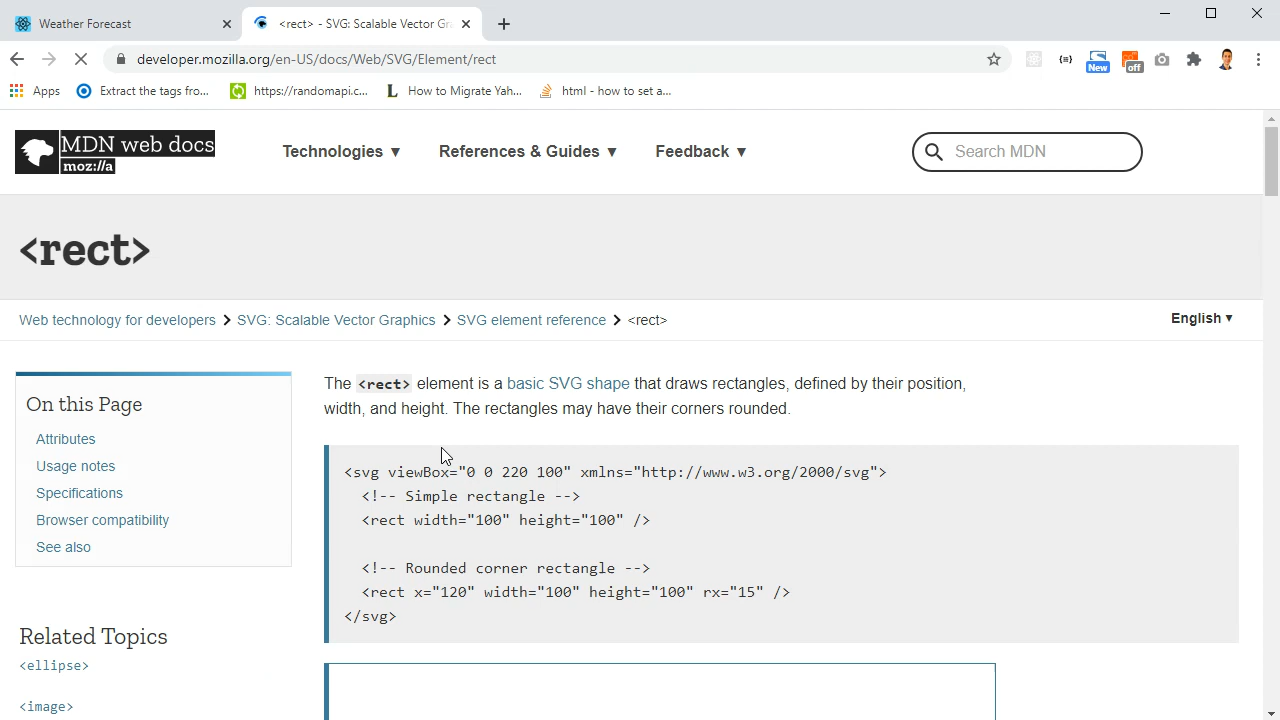 Weather Forecast
<rect> - SVG: Scalable Vector Gr
developer.mozilla.org/en-US/docs/Web/SVG/Element/rect
New
off
Apps
Extract the tags fro...
https://randomapi.c...
How to Migrate Yah...
html - how to set a...
MDN web docs
moz://a
Technologies ▼
References & Guides ▼
Feedback ▼
Search MDN
<rect>
Web technology for developers > SVG: Scalable Vector Graphics > SVG element reference > <rect>
English ▼
On this Page
Attributes
Usage notes
Specifications
Browser compatibility
See also
Related Topics
<ellipse>
<image>
The <rect> element is a basic SVG shape that draws rectangles, defined by their position,
width, and height. The rectangles may have their corners rounded.
<svg viewBox="0 0 220 100" xmlns="http://www.w3.org/2000/svg">
<!-- Simple rectangle -->
<rect width="100" height="100" />
<!-- Rounded corner rectangle -->
<rect x="120" width="100" height="100" rx="15" />
</svg>